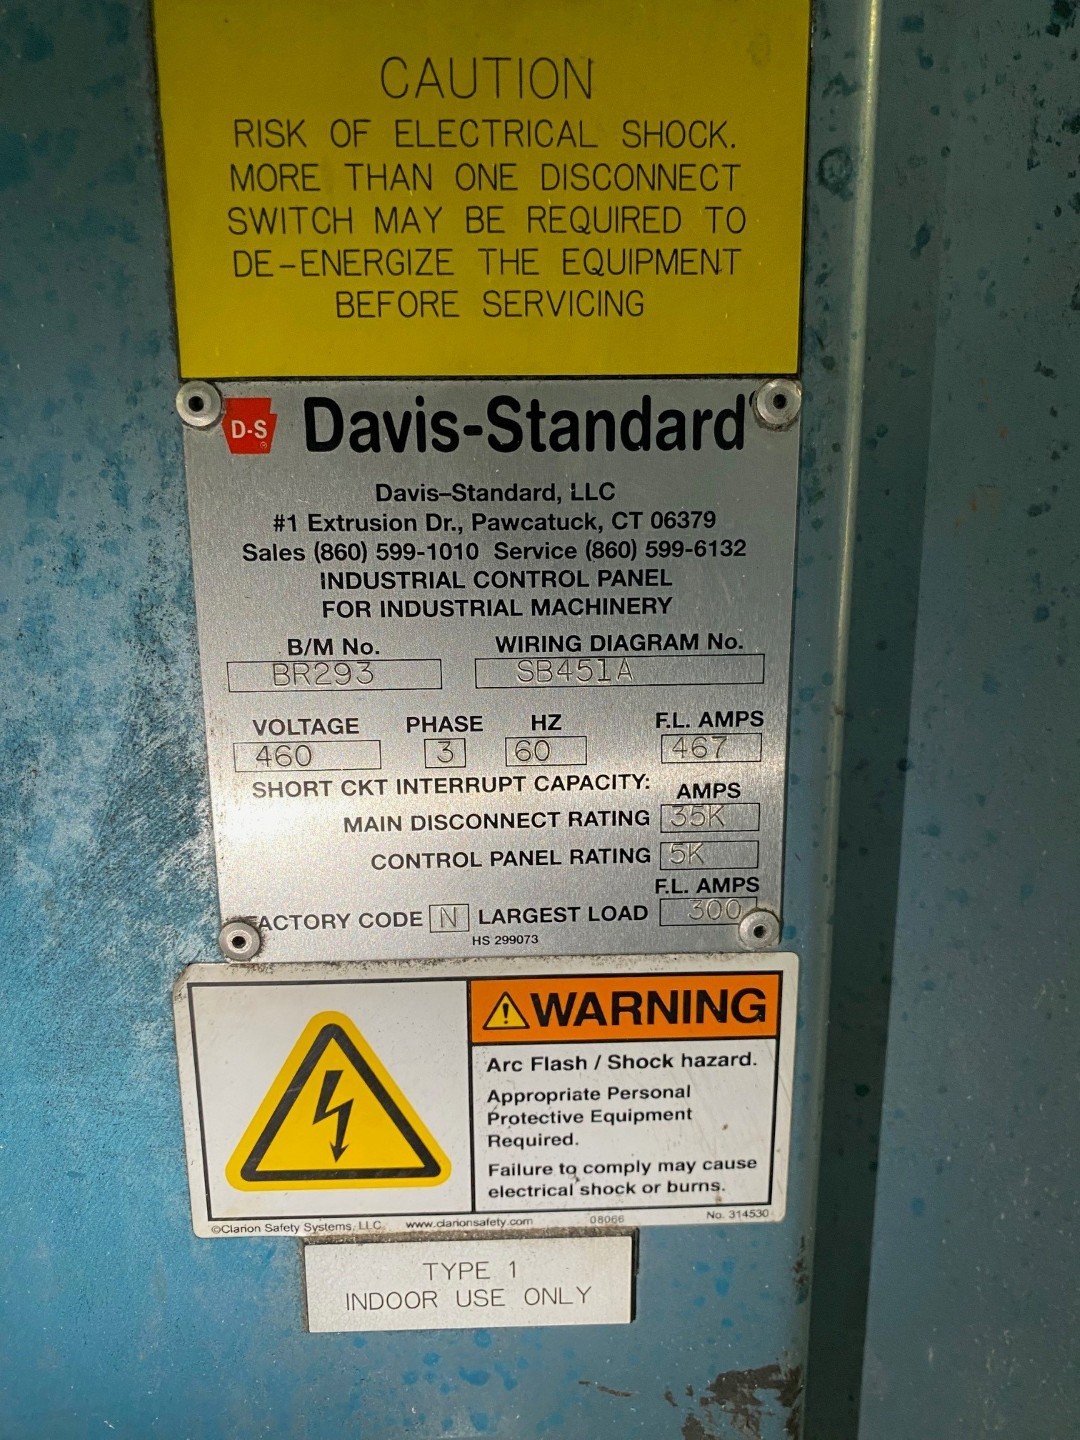 CAUTION
RISK OF ELECTRICAL SHOCK.
MORE THAN ONE DISCONNECT
SWITCH MAY BE REQUIRED TO
DE-ENERGIZE THE EQUIPMENT
BEFORE SERVICING
D-S ® Davis-Standard
Davis–Standard, LLC
#1 Extrusion Dr., Pawcatuck, CT 06379
Sales (860) 599-1010 Service (860) 599-6132
INDUSTRIAL CONTROL PANEL
FOR INDUSTRIAL MACHINERY
B/M No. WIRING DIAGRAM No.
BR293 SB451A
VOLTAGE PHASE HZ F.L. AMPS
460 3 60 467
SHORT CKT INTERRUPT CAPACITY: AMPS
MAIN DISCONNECT RATING 35K
CONTROL PANEL RATING 5K
F.L. AMPS
FACTORY CODE N LARGEST LOAD 300
HS 299073
WARNING
Arc Flash / Shock hazard.
Appropriate Personal
Protective Equipment
Required.
Failure to comply may cause
electrical shock or burns.
©Clarion Safety Systems, LLC. www.clarionsafety.com 08066 No. 314530
TYPE 1
INDOOR USE ONLY